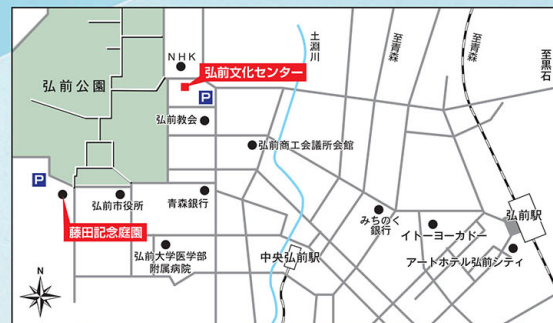 NHK
弘前文化センター
土淵川
至青森
至青森
至黒石
弘前公園
P
弘前教会
弘前商工会議所会館
P
弘前市役所
青森銀行
藤田記念庭園
弘前大学医学部
附属病院
中央弘前駅
みちのく
銀行
イトーヨーカドー
弘前駅
アートホテル弘前シティ
N